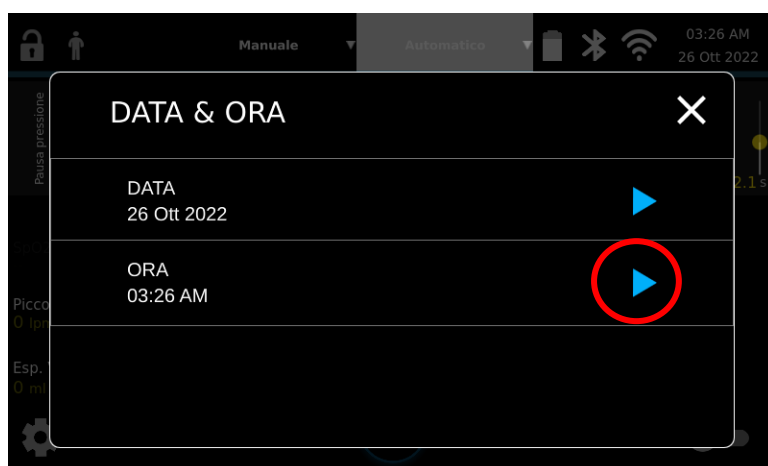 Manuale
Automatico
03:26 AM
26 Ott 2022
Pausa pressione
DATA & ORA
2.1 s
DATA
26 Ott 2022
SpO
ORA
03:26 AM
Picco
0 lpm
Esp.
0 ml